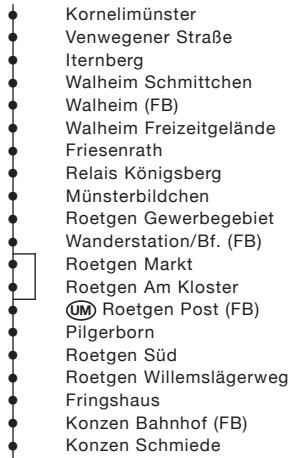 Kornelimünster
Venwegener Straße
Iternberg
Walheim Schmittchen
Walheim (FB)
Walheim Freizeitgelände
Friesenrath
Relais Königsberg
Münsterbildchen
Roetgen Gewerbegebiet
Wanderstation/Bf. (FB)
Roetgen Markt
Roetgen Am Kloster
UM Roetgen Post (FB)
Pilgerborn
Roetgen Süd
Roetgen Willemslägerweg
Fringshaus
Konzen Bahnhof (FB)
Konzen Schmiede